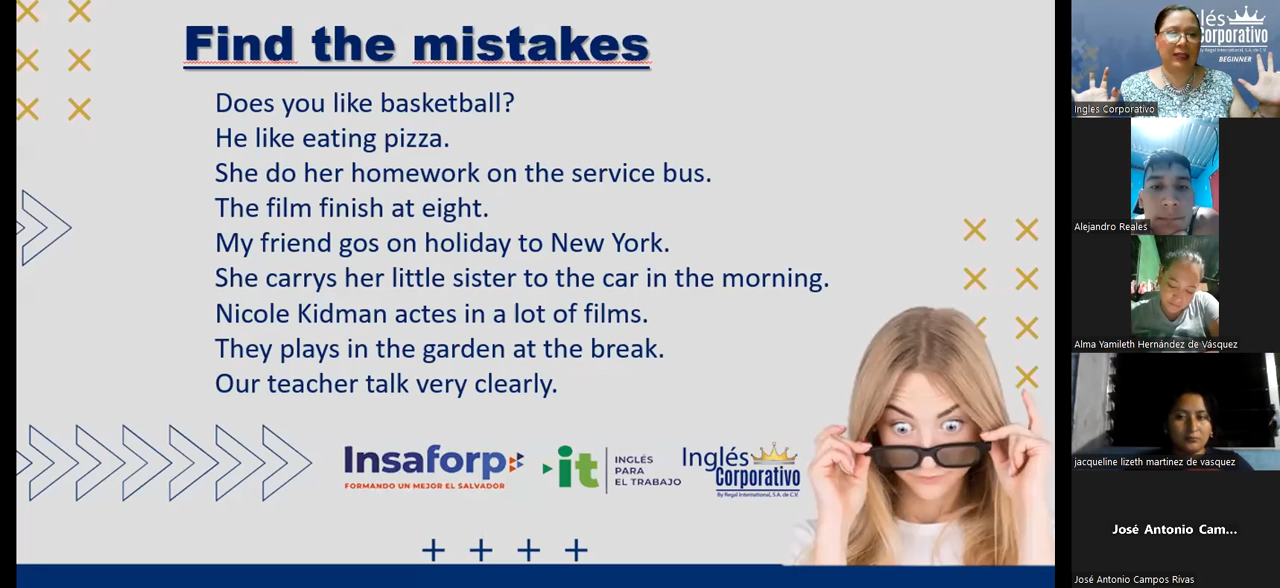 Find the mistakes
Does you like basketball?
He like eating pizza.
She do her homework on the service bus.
The film finish at eight.
My friend gos on holiday to New York.
She carrys her little sister to the car in the morning.
Nicole Kidman actes in a lot of films.
They plays in the garden at the break.
Our teacher talk very clearly.
Insaforp
FORMANDO UN MEJOR EL SALVADOR
it
INGLÉS
PARA
EL TRABAJO
Inglés
Corporativo
By Regal International, S.A. de C.V.
lés
Corporativo
By Regal International, S.A. de C.V.
BEGINNER
Ingles Corporativo
Alejandro Reales
Alma Yamileth Hernández de Vásquez
jacqueline lizeth martinez de vasquez
José Antonio Cam...
José Antonio Campos Rivas